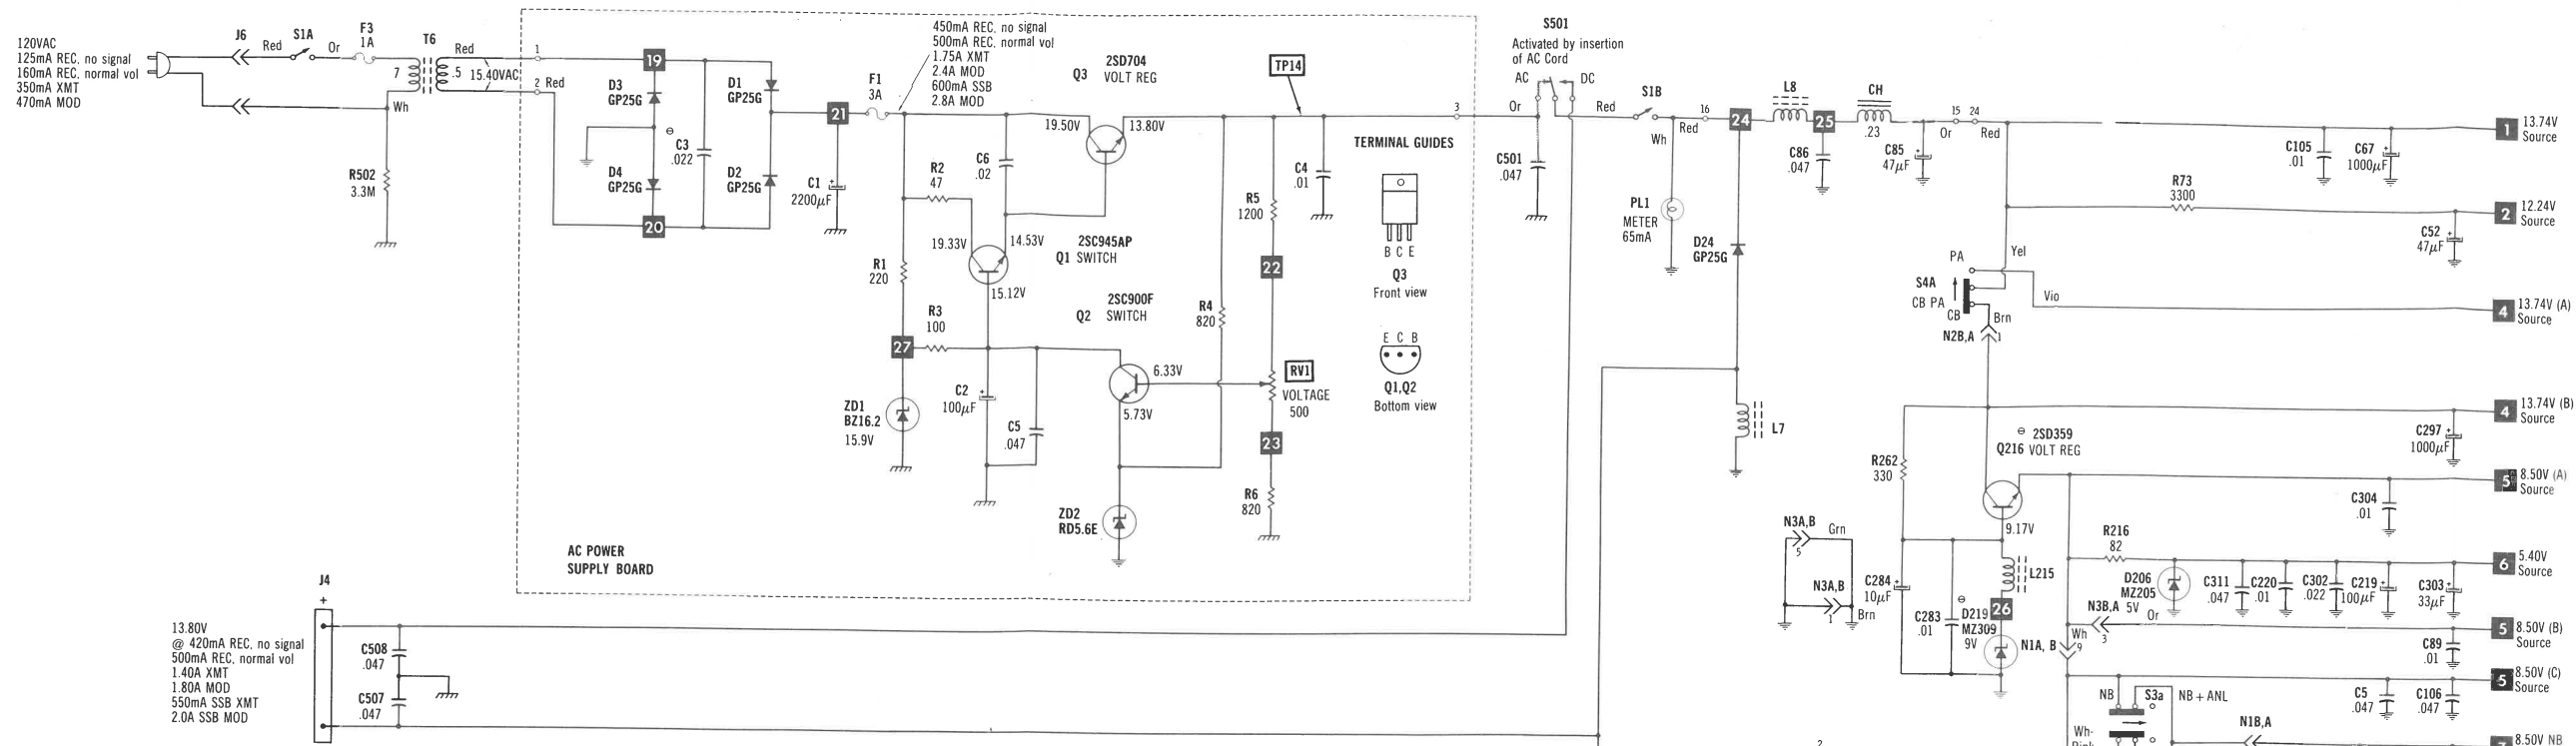 120VAC
125mA REC, no signal
160mA REC, normal vol
350mA XMT
470mA MOD
J6
Red
S1A
Or
F3
1A
7
T6
.5
Red
15.40VAC
1
2 Red
Wh
R502
3.3M
19
D3
GP25G
D4
GP25G
20
⊖
C3
.022
D1
GP25G
D2
GP25G
21
C1
2200µF
F1
3A
450mA REC, no signal
500mA REC, normal vol
1.75A XMT
2.4A MOD
600mA SSB
2.8A MOD
Q3
2SD704
VOLT REG
19.50V
13.80V
C6
.02
R2
47
19.33V
14.53V
2SC945AP
Q1 SWITCH
15.12V
R1
220
2SC900F
Q2 SWITCH
R3
100
27
ZD1
BZ16.2
15.9V
C2
100µF
C5
.047
6.33V
5.73V
ZD2
RD5.6E
R4
820
TP14
C4
.01
R5
1200
22
RV1
VOLTAGE
500
23
R6
820
TERMINAL GUIDES
B C E
Q3
Front view
E C B
Q1,Q2
Bottom view
AC POWER
SUPPLY BOARD
3
Or
S501
Activated by insertion
of AC Cord
AC
DC
C501
.047
Red
S1B
Wh
Red
16
PL1
METER
65mA
24
L8
25
CH
.23
C86
.047
C85
47µF
15
24
Or
Red
D24
GP25G
L7
C105
.01
C67
1000µF
1
13.74V
Source
R73
3300
C52
47µF
2
12.24V
Source
PA
Yel
S4A
CB PA
CB
Brn
Vio
N2B,A
1
4
13.74V (A)
Source
4
13.74V (B)
Source
C297
1000µF
R262
330
⊖ 2SD359
Q216 VOLT REG
9.17V
5
8.50V (A)
Source
C304
.01
R216
82
6
5.40V
Source
D206
MZ205
5V
C311
.047
C220
.01
C302
.022
C219
100µF
C303
33µF
N3A,B
5
Grn
N3A,B
1
Brn
C284
10µF
C283
.01
L215
26
⊖
D219
MZ309
9V
N1A, B
Wh
9
N3B,A
3
Or
5
8.50V (B)
Source
C89
.01
5
8.50V (C)
Source
C5
.047
C106
.047
NB
S3a
NB + ANL
N1B,A
Wh-
8.50V NB
2
J4
+
13.80V
@ 420mA REC, no signal
500mA REC, normal vol
1.40A XMT
1.80A MOD
550mA SSB XMT
2.0A SSB MOD
C508
.047
C507
.047